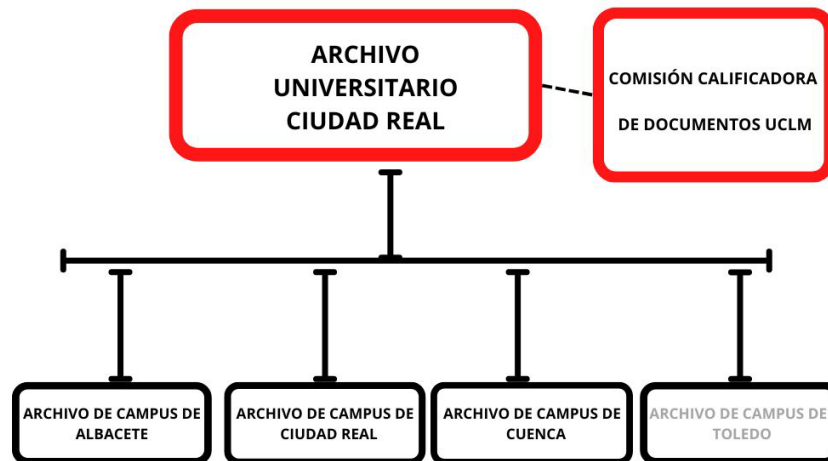 ARCHIVO
UNIVERSITARIO
CIUDAD REAL
COMISIÓN CALIFICADORA
DE DOCUMENTOS UCLM
ARCHIVO DE CAMPUS DE
ALBACETE
ARCHIVO DE CAMPUS DE
CIUDAD REAL
ARCHIVO DE CAMPUS DE
CUENCA
ARCHIVO DE CAMPUS DE
TOLEDO